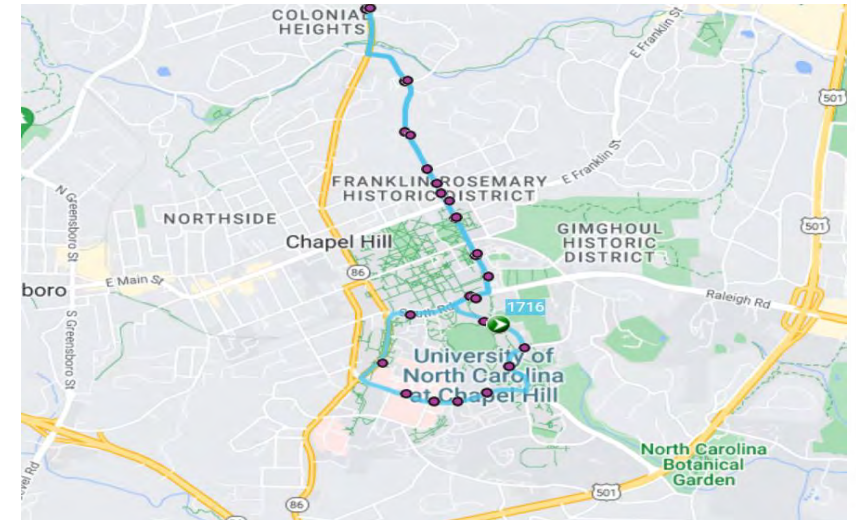 COLONIAL
HEIGHTS
E Franklin St
501
FRANKLIN-ROSEMARY
HISTORIC DISTRICT
E Franklin St
N Greensboro St
NORTHSIDE
Chapel Hill
GIMGHOUL
HISTORIC
DISTRICT
501
86
E Main St
boro
Raleigh Rd
1716
S Greensboro St
University of
North Carolina
at Chapel Hill
North Carolina
Botanical
Garden
501
86